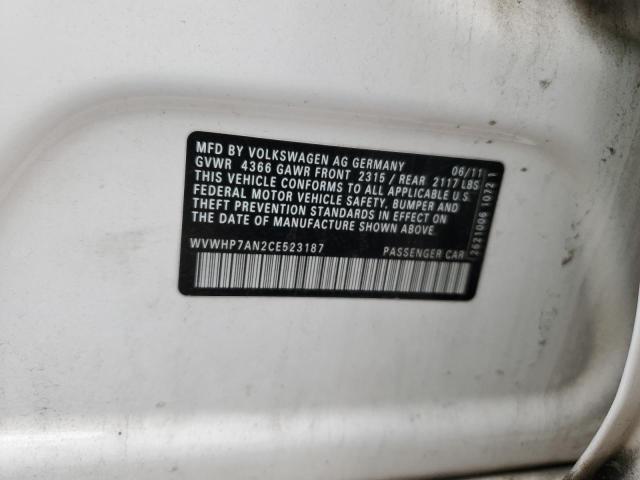 MFD BY VOLKSWAGEN AG GERMANY 06/11
GVWR 4366 GAWR FRONT 2315 / REAR 2117 LBS
THIS VEHICLE CONFORMS TO ALL APPLICABLE U.S.
FEDERAL MOTOR VEHICLE SAFETY, BUMPER AND
THEFT PREVENTION STANDARDS IN EFFECT ON
THE DATE OF MANUFACTURE SHOWN ABOVE.
WVWHP7AN2CE523187 PASSENGER CAR
2621006 1072 1